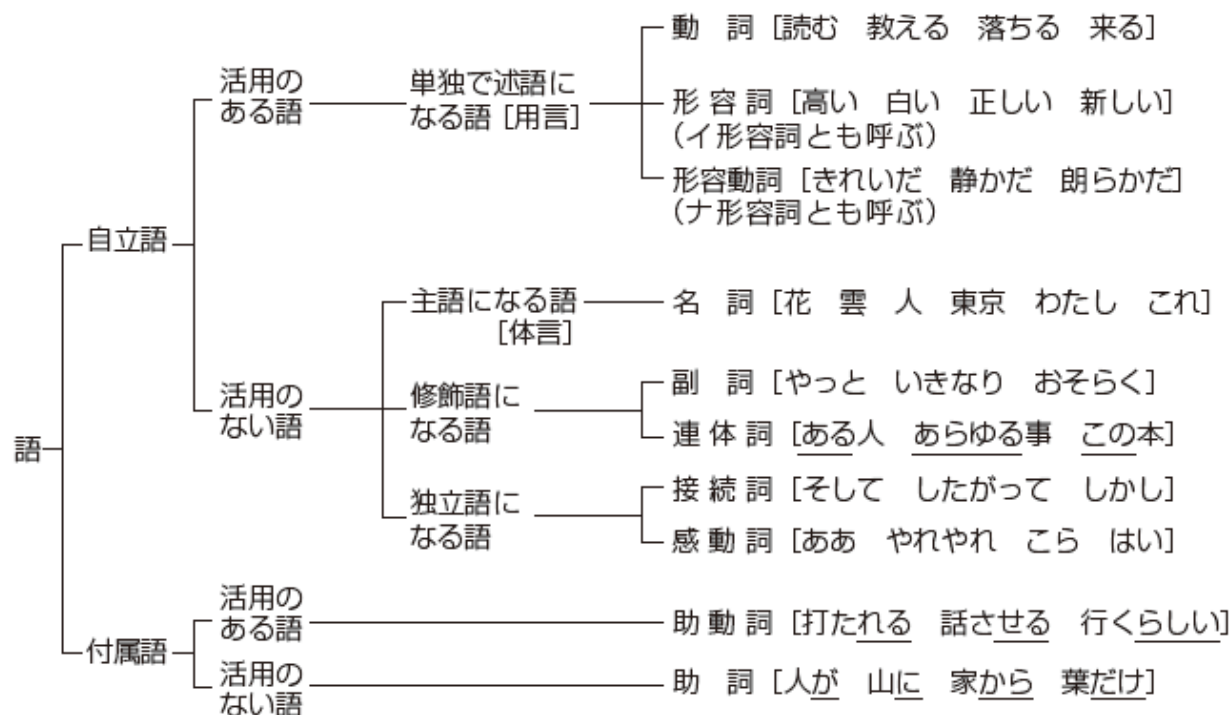 語
自立語
活用の
ある語
単独で述語に
なる語［用言］
動　詞［読む　教える　落ちる　来る］
形 容 詞［高い　白い　正しい　新しい］
（イ形容詞とも呼ぶ）
形容動詞［きれいだ　静かだ　朗らかだ］
（ナ形容詞とも呼ぶ）
活用の
ない語
主語になる語
［体言］
名　詞［花　雲　人　東京　わたし　これ］
修飾語に
なる語
副　詞［やっと　いきなり　おそらく］
連 体 詞［ある人　あらゆる事　この本］
独立語に
なる語
接 続 詞［そして　したがって　しかし］
感 動 詞［ああ　やれやれ　こら　はい］
付属語
活用の
ある語
助 動 詞［打たれる　話させる　行くらしい］
活用の
ない語
助　詞［人が　山に　家から　葉だけ］